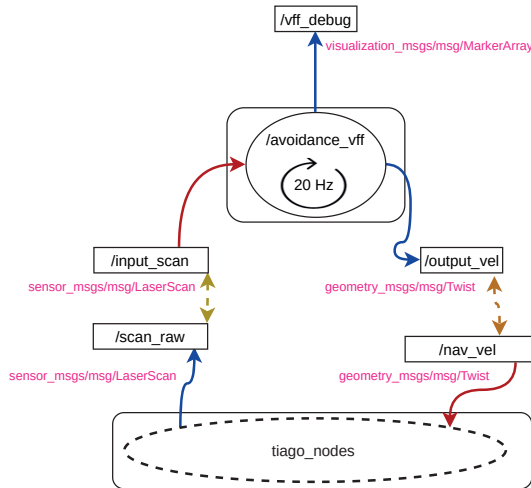 /vff_debug
visualization_msgs/msg/MarkerArray
/avoidance_vff
20 Hz
/input_scan
/output_vel
sensor_msgs/msg/LaserScan
geometry_msgs/msg/Twist
/scan_raw
/nav_vel
sensor_msgs/msg/LaserScan
geometry_msgs/msg/Twist
tiago_nodes